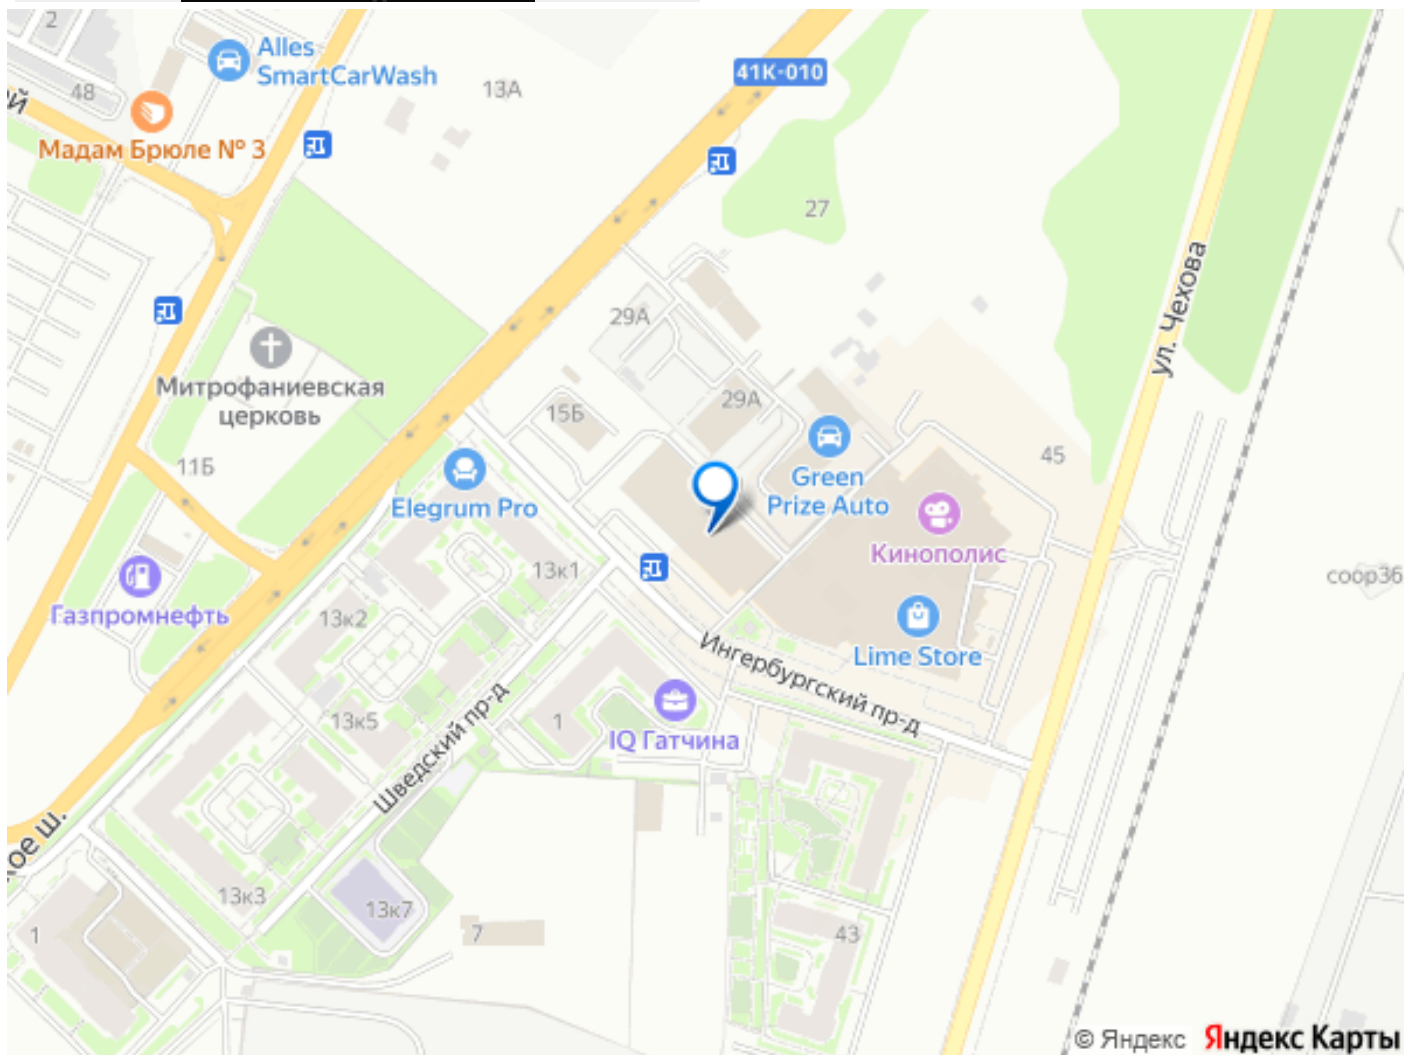 2
Alles
SmartCarWash
41К-010
13А
48
Мадам Брюле № 3
27
ул. Чехова
29А
Митрофаниевская
церковь
15Б
29А
45
11Б
Elegrum Pro
Green
Prize Auto
Кинополис
13к1
соор36
Газпромнефть
13к2
Ингербургский пр-д
Lime Store
13к5
Шведский пр-д
1
IQ Гатчина
ое ш.
13к3
13к7
1
7
43
© Яндекс Яндекс Карты